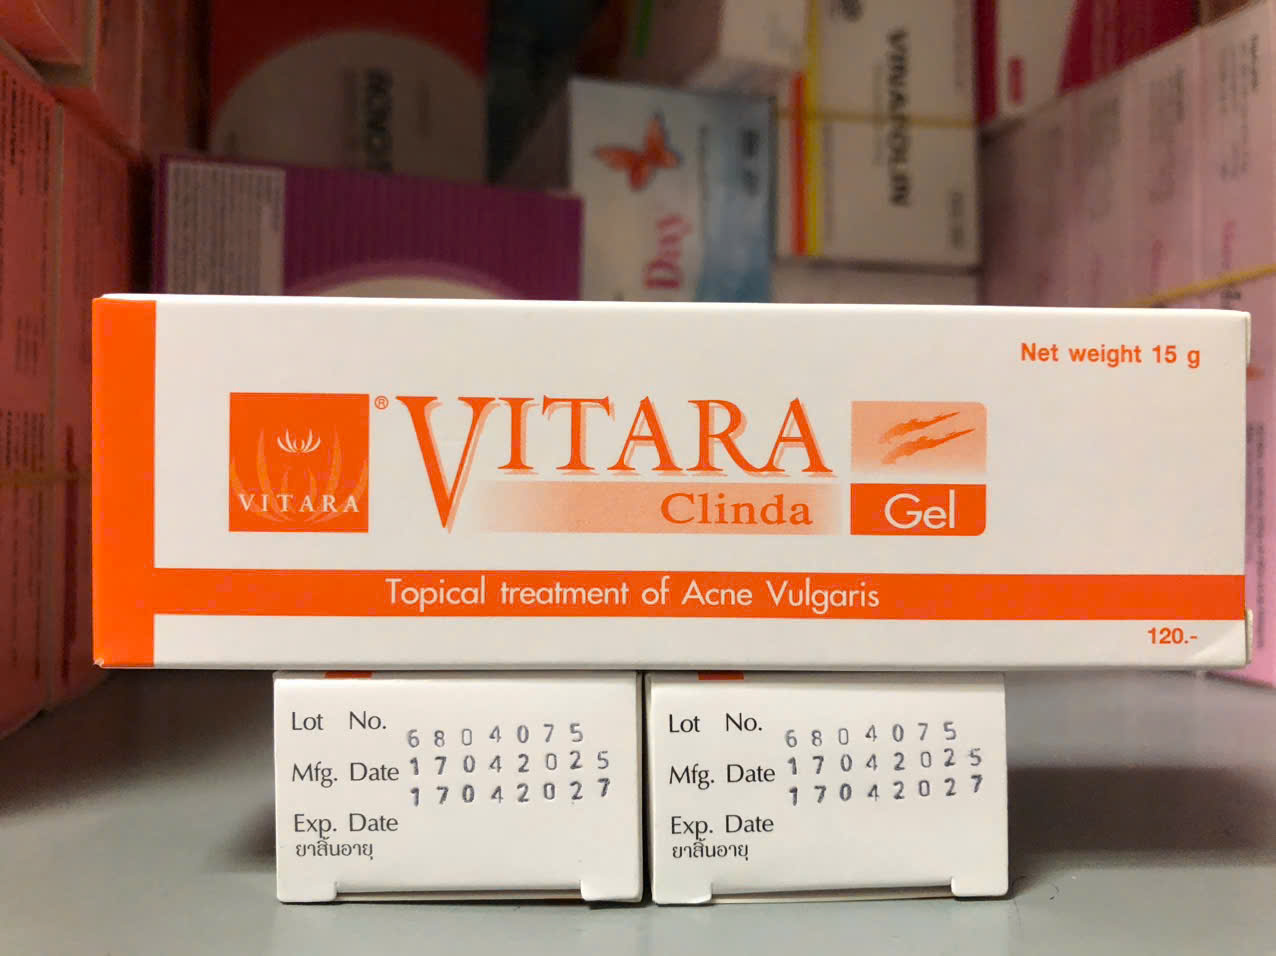 VINADOLIN
Day
Net weight 15 g
VITARA
® VITARA
Clinda
Gel
Topical treatment of Acne Vulgaris
120.-
Lot No. 6804075
Mfg. Date 17042025
17042027
Exp. Date
ยาสิ้นอายุ
Lot No. 6804075
Mfg. Date 17042025
17042027
Exp. Date
ยาสิ้นอายุ